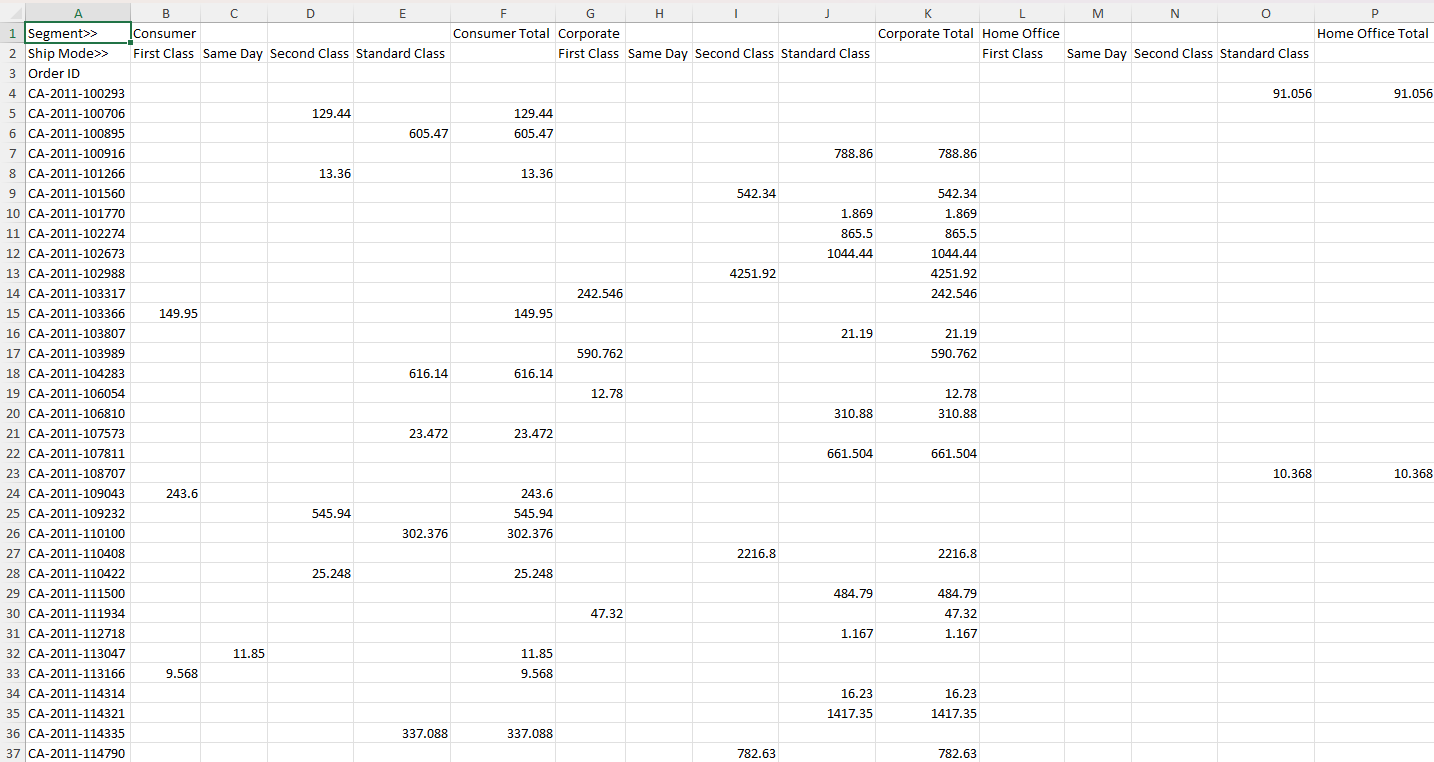 A B C D E F G H I J K L M N O P
1 Segment>> Consumer Consumer Total Corporate Corporate Total Home Office Home Office Total
2 Ship Mode>> First Class Same Day Second Class Standard Class First Class Same Day Second Class Standard Class First Class Same Day Second Class Standard Class
3 Order ID
4 CA-2011-100293 91.056 91.056
5 CA-2011-100706 129.44 129.44
6 CA-2011-100895 605.47 605.47
7 CA-2011-100916 788.86 788.86
8 CA-2011-101266 13.36 13.36
9 CA-2011-101560 542.34 542.34
10 CA-2011-101770 1.869 1.869
11 CA-2011-102274 865.5 865.5
12 CA-2011-102673 1044.44 1044.44
13 CA-2011-102988 4251.92 4251.92
14 CA-2011-103317 242.546 242.546
15 CA-2011-103366 149.95 149.95
16 CA-2011-103807 21.19 21.19
17 CA-2011-103989 590.762 590.762
18 CA-2011-104283 616.14 616.14
19 CA-2011-106054 12.78 12.78
20 CA-2011-106810 310.88 310.88
21 CA-2011-107573 23.472 23.472
22 CA-2011-107811 661.504 661.504
23 CA-2011-108707 10.368 10.368
24 CA-2011-109043 243.6 243.6
25 CA-2011-109232 545.94 545.94
26 CA-2011-110100 302.376 302.376
27 CA-2011-110408 2216.8 2216.8
28 CA-2011-110422 25.248 25.248
29 CA-2011-111500 484.79 484.79
30 CA-2011-111934 47.32 47.32
31 CA-2011-112718 1.167 1.167
32 CA-2011-113047 11.85 11.85
33 CA-2011-113166 9.568 9.568
34 CA-2011-114314 16.23 16.23
35 CA-2011-114321 1417.35 1417.35
36 CA-2011-114335 337.088 337.088
37 CA-2011-114790 782.63 782.63